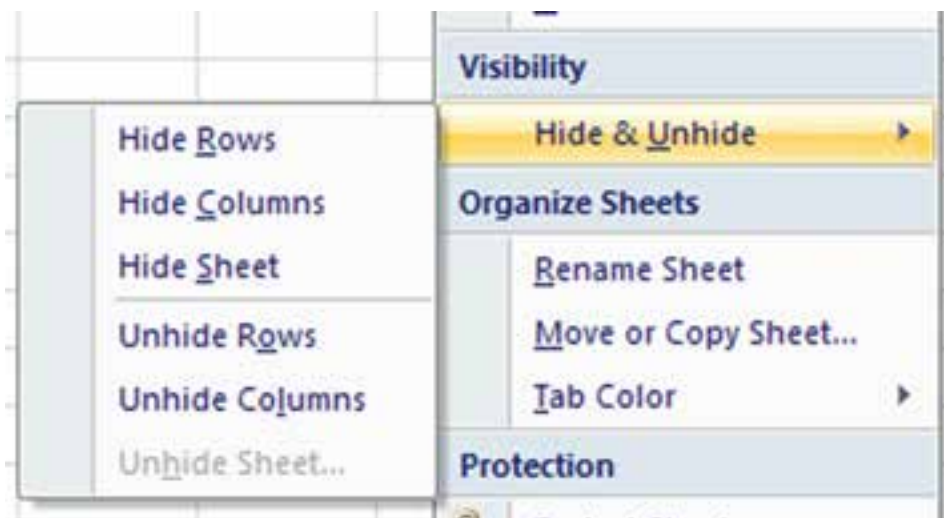 Visibility
Hide & Unhide
Hide Rows
Hide Columns
Hide Sheet
Unhide Rows
Unhide Columns
Unhide Sheet...
Organize Sheets
Rename Sheet
Move or Copy Sheet...
Tab Color
Protection